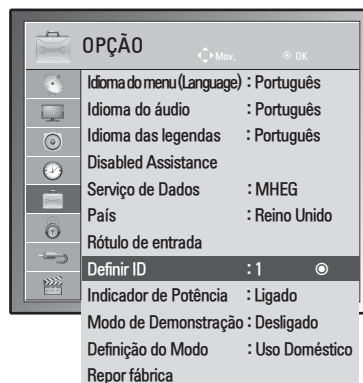 OPÇÃO
Mov. OK
Idioma do menu (Language) : Português
Idioma do áudio : Português
Idioma das legendas : Português
Disabled Assistance
Serviço de Dados : MHEG
País : Reino Unido
Rótulo de entrada
Definir ID : 1
Indicador de Potência : Ligado
Modo de Demonstração : Desligado
Definição do Modo : Uso Doméstico
Repor fábrica